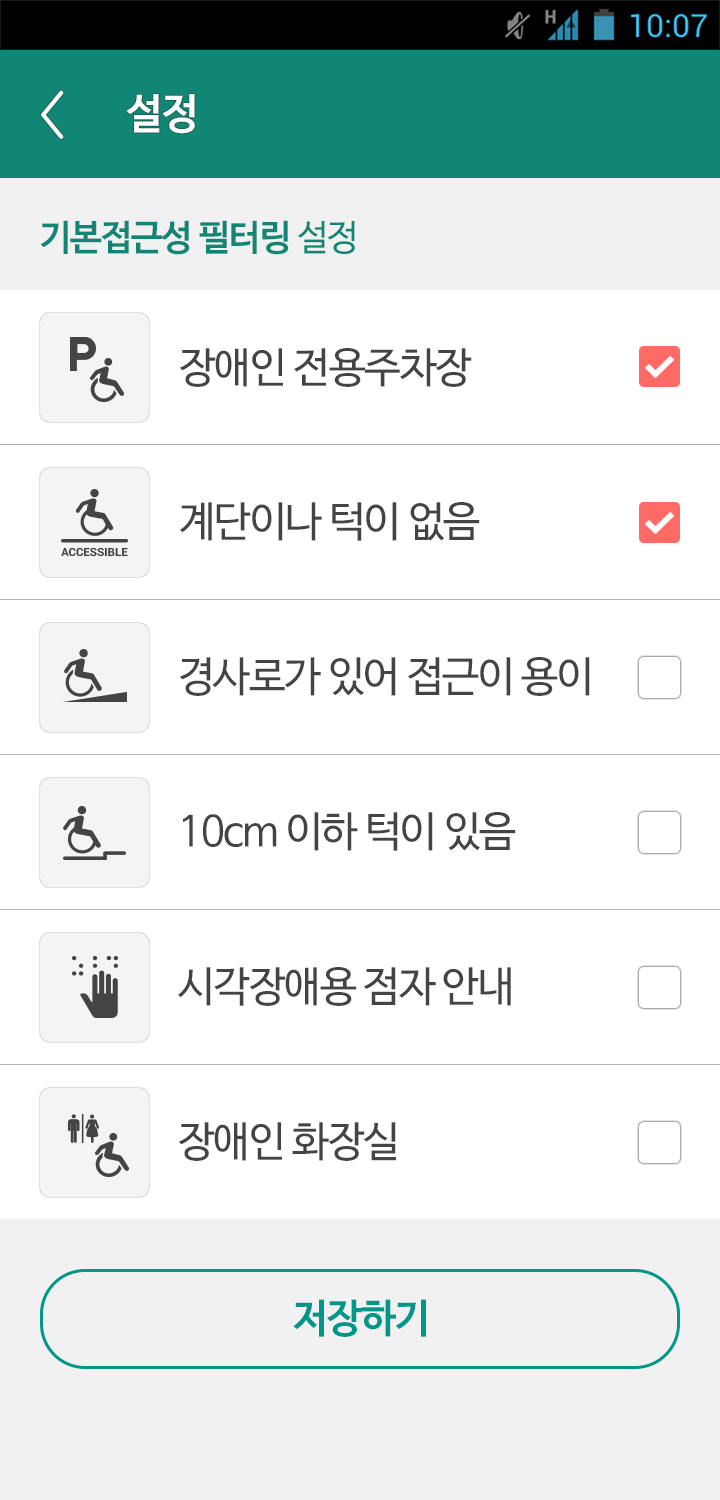 H 10:07
설정
기본접근성 필터링 설정
P
장애인 전용주차장
ACCESSIBLE
계단이나 턱이 없음
경사로가 있어 접근이 용이
10cm 이하 턱이 있음
시각장애용 점자 안내
장애인 화장실
저장하기